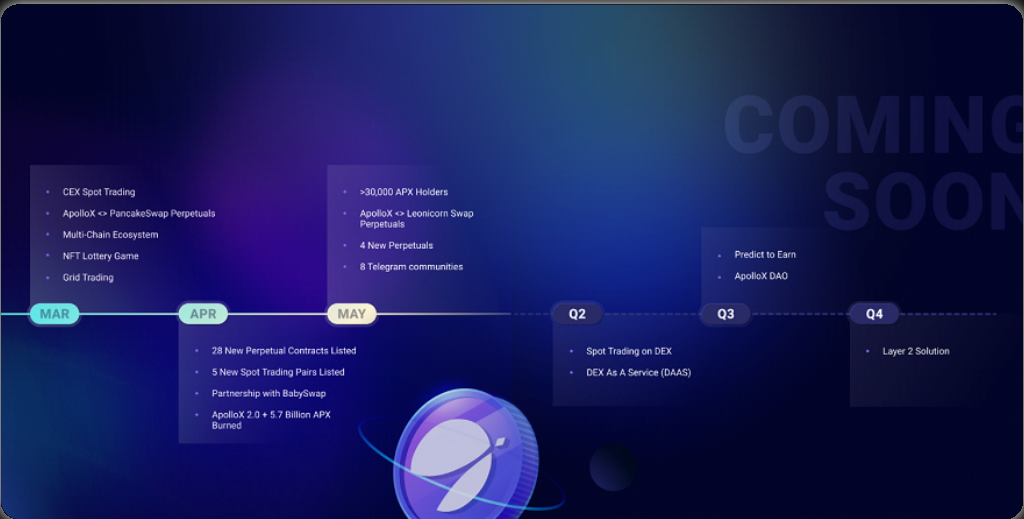 COMING
SOON
CEX Spot Trading
ApolloX <> PancakeSwap Perpetuals
Multi-Chain Ecosystem
NFT Lottery Game
Grid Trading
MAR
APR
28 New Perpetual Contracts Listed
5 New Spot Trading Pairs Listed
Partnership with BabySwap
ApolloX 2.0 + 5.7 Billion APX
Burned
>30,000 APX Holders
ApolloX <> Leonicorn Swap
Perpetuals
4 New Perpetuals
8 Telegram communities
MAY
Q2
Spot Trading on DEX
DEX As A Service (DAAS)
Predict to Earn
ApolloX DAO
Q3
Q4
Layer 2 Solution